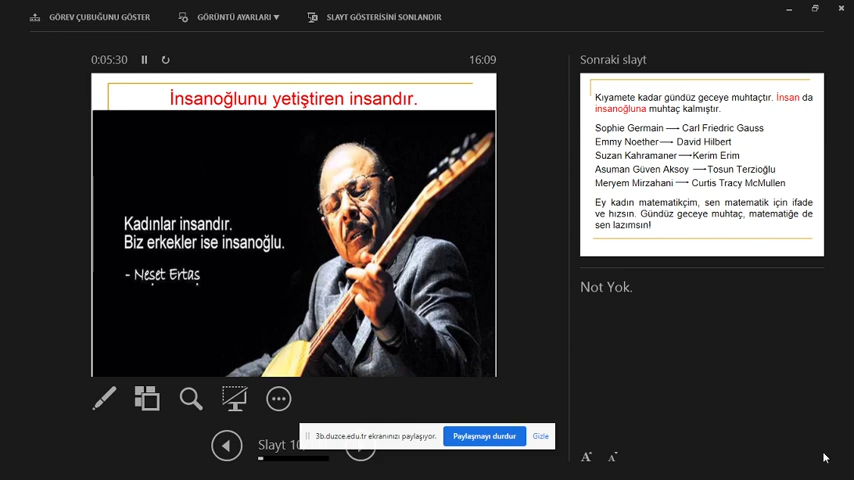 GÖREV ÇUBUĞUNU GÖSTER
GÖRÜNTÜ AYARLARI
SLAYT GÖSTERİSİNİ SONLANDIR
0:05:30
16:09
İnsanoğlunu yetiştiren insandır.
Kadınlar insandır.
Biz erkekler ise insanoğlu.
- Neşet Ertaş
Slayt 10
3b.duzce.edu.tr ekranınızı paylaşıyor.
Paylaşmayı durdur
Gizle
Sonraki slayt
Kıyamete kadar gündüz geceye muhtaçtır. İnsan da
insanoğluna muhtaç kalmıştır.
Sophie Germain → Carl Friedric Gauss
Emmy Noether → David Hilbert
Suzan Kahramaner → Kerim Erim
Asuman Güven Aksoy → Tosun Terzioğlu
Meryem Mirzahani → Curtis Tracy McMullen
Ey kadın matematikçim, sen matematik için ifade
ve hızsın. Gündüz geceye muhtaç, matematiğe de
sen lazımsın!
Not Yok.
A A